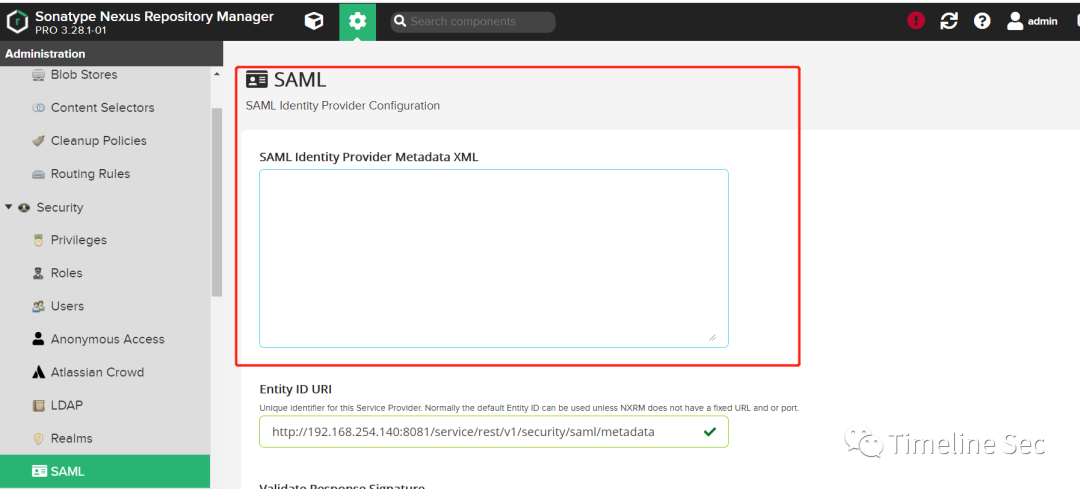 Sonatype Nexus Repository Manager
PRO 3.28.1-01
Search components
admin
Administration
Blob Stores
Content Selectors
Cleanup Policies
Routing Rules
Security
Privileges
Roles
Users
Anonymous Access
Atlassian Crowd
LDAP
Realms
SAML
SAML
SAML Identity Provider Configuration
SAML Identity Provider Metadata XML
Entity ID URI
Unique identifier for this Service Provider. Normally the default Entity ID can be used unless NXRM does not have a fixed URL and or port.
http://192.168.254.140:8081/service/rest/v1/security/saml/metadata
Validate Response Signature
Timeline Sec